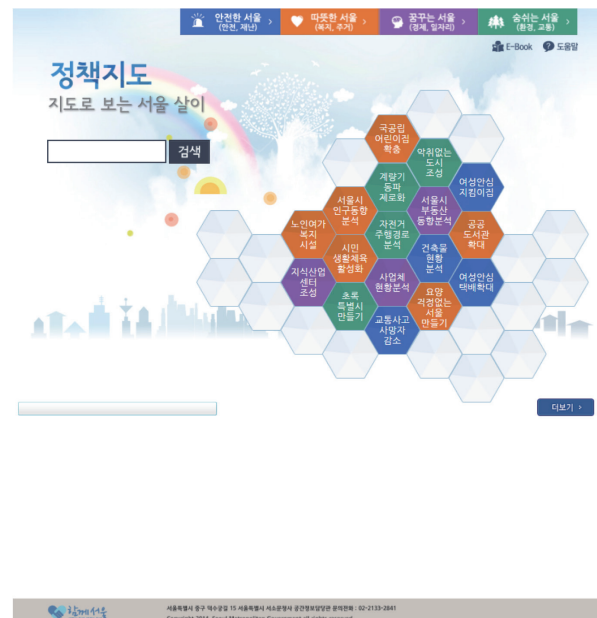 안전한 서울 >
(안전, 재난)
따뜻한 서울 >
(복지, 주거)
꿈꾸는 서울 >
(경제, 일자리)
숨쉬는 서울 >
(환경, 교통)
E-Book
? 도움말
정책지도
지도로 보는 서울 살이
검색
국공립
어린이집
확충
악취없는
도시
조성
계량기
동파
제로화
여성안심
지킴이집
서울시
인구동향
분석
서울시
부동산
동향분석
노인여가
복지
시설
자전거
주행경로
분석
공공
도서관
확대
시민
생활체육
활성화
건축물
현황
분석
지식산업
센터
조성
사업체
현황분석
여성안심
택배확대
초록
특별시
만들기
요양
걱정없는
서울
만들기
교통사고
사망자
감소
더보기 >
함께서울
서울특별시 중구 덕수궁길 15 서울특별시 서소문청사 공간정보담당관 문의전화 : 02-2133-2841
Copyright 2014. Seoul Metropolitan Government all rights reserved